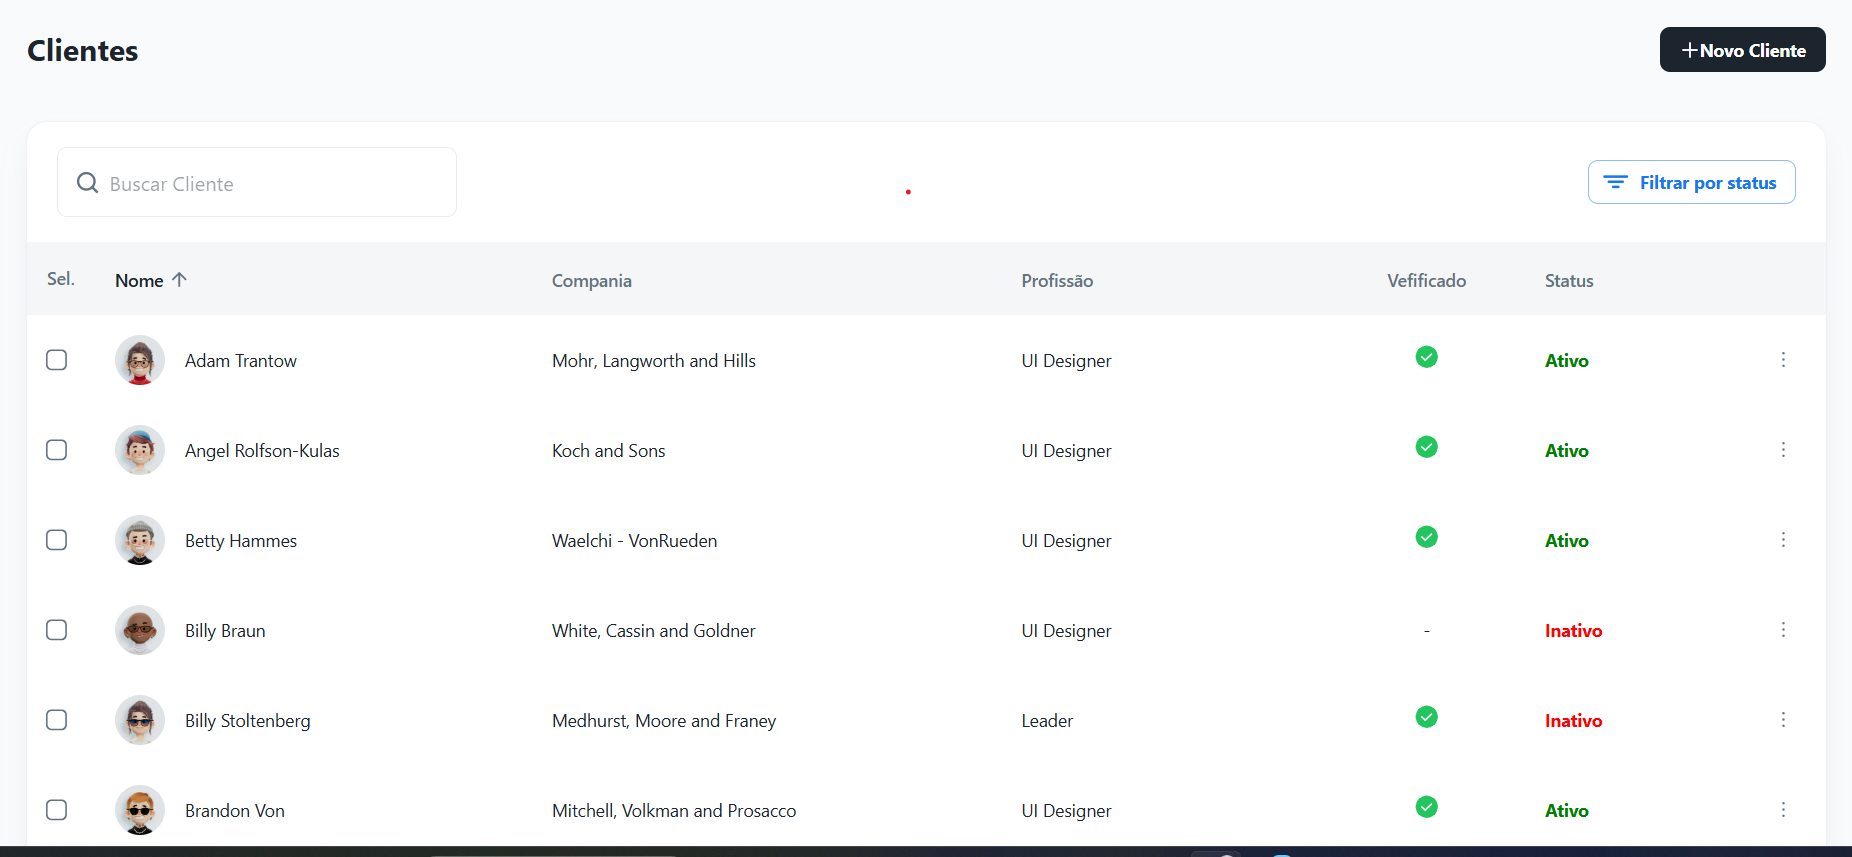 Clientes
+Novo Cliente
Buscar Cliente
Filtrar por status
Sel. Nome Compania Profissão Vefificado Status
Adam Trantow Mohr, Langworth and Hills UI Designer Ativo
Angel Rolfson-Kulas Koch and Sons UI Designer Ativo
Betty Hammes Waelchi - VonRueden UI Designer Ativo
Billy Braun White, Cassin and Goldner UI Designer - Inativo
Billy Stoltenberg Medhurst, Moore and Franey Leader Inativo
Brandon Von Mitchell, Volkman and Prosacco UI Designer Ativo